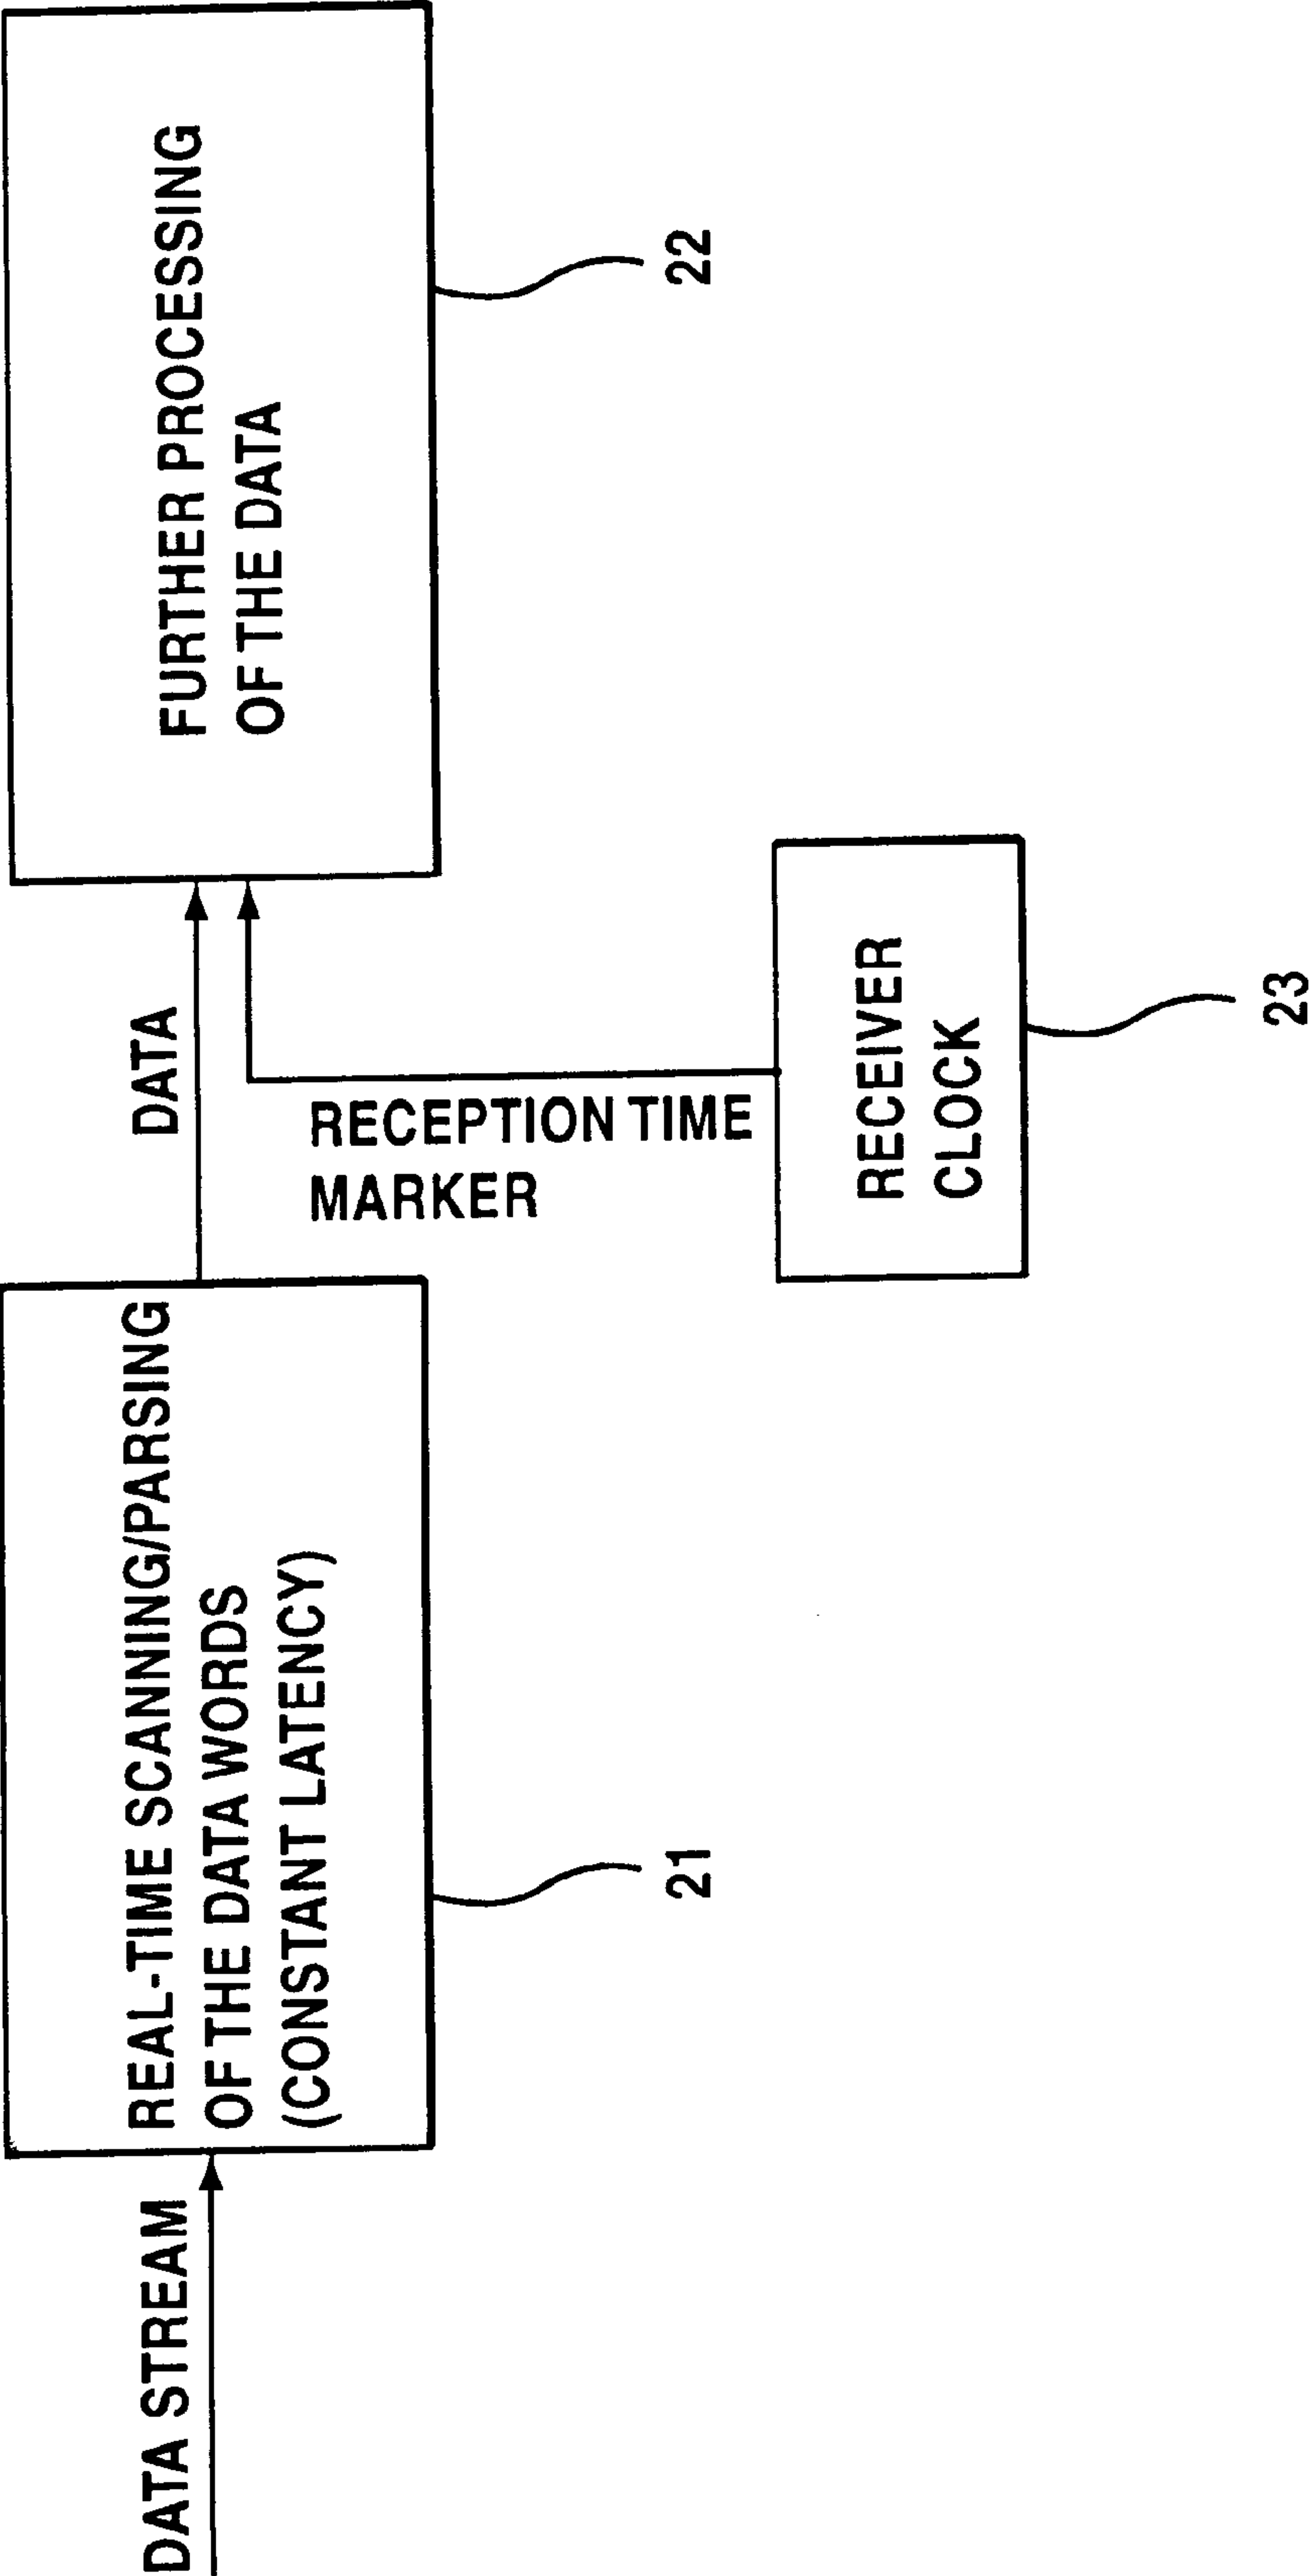 DATA STREAM
REAL-TIME SCANNING/PARSING
OF THE DATA WORDS
(CONSTANT LATENCY)
21
DATA
RECEPTION TIME
MARKER
FURTHER PROCESSING
OF THE DATA
22
RECEIVER
CLOCK
23